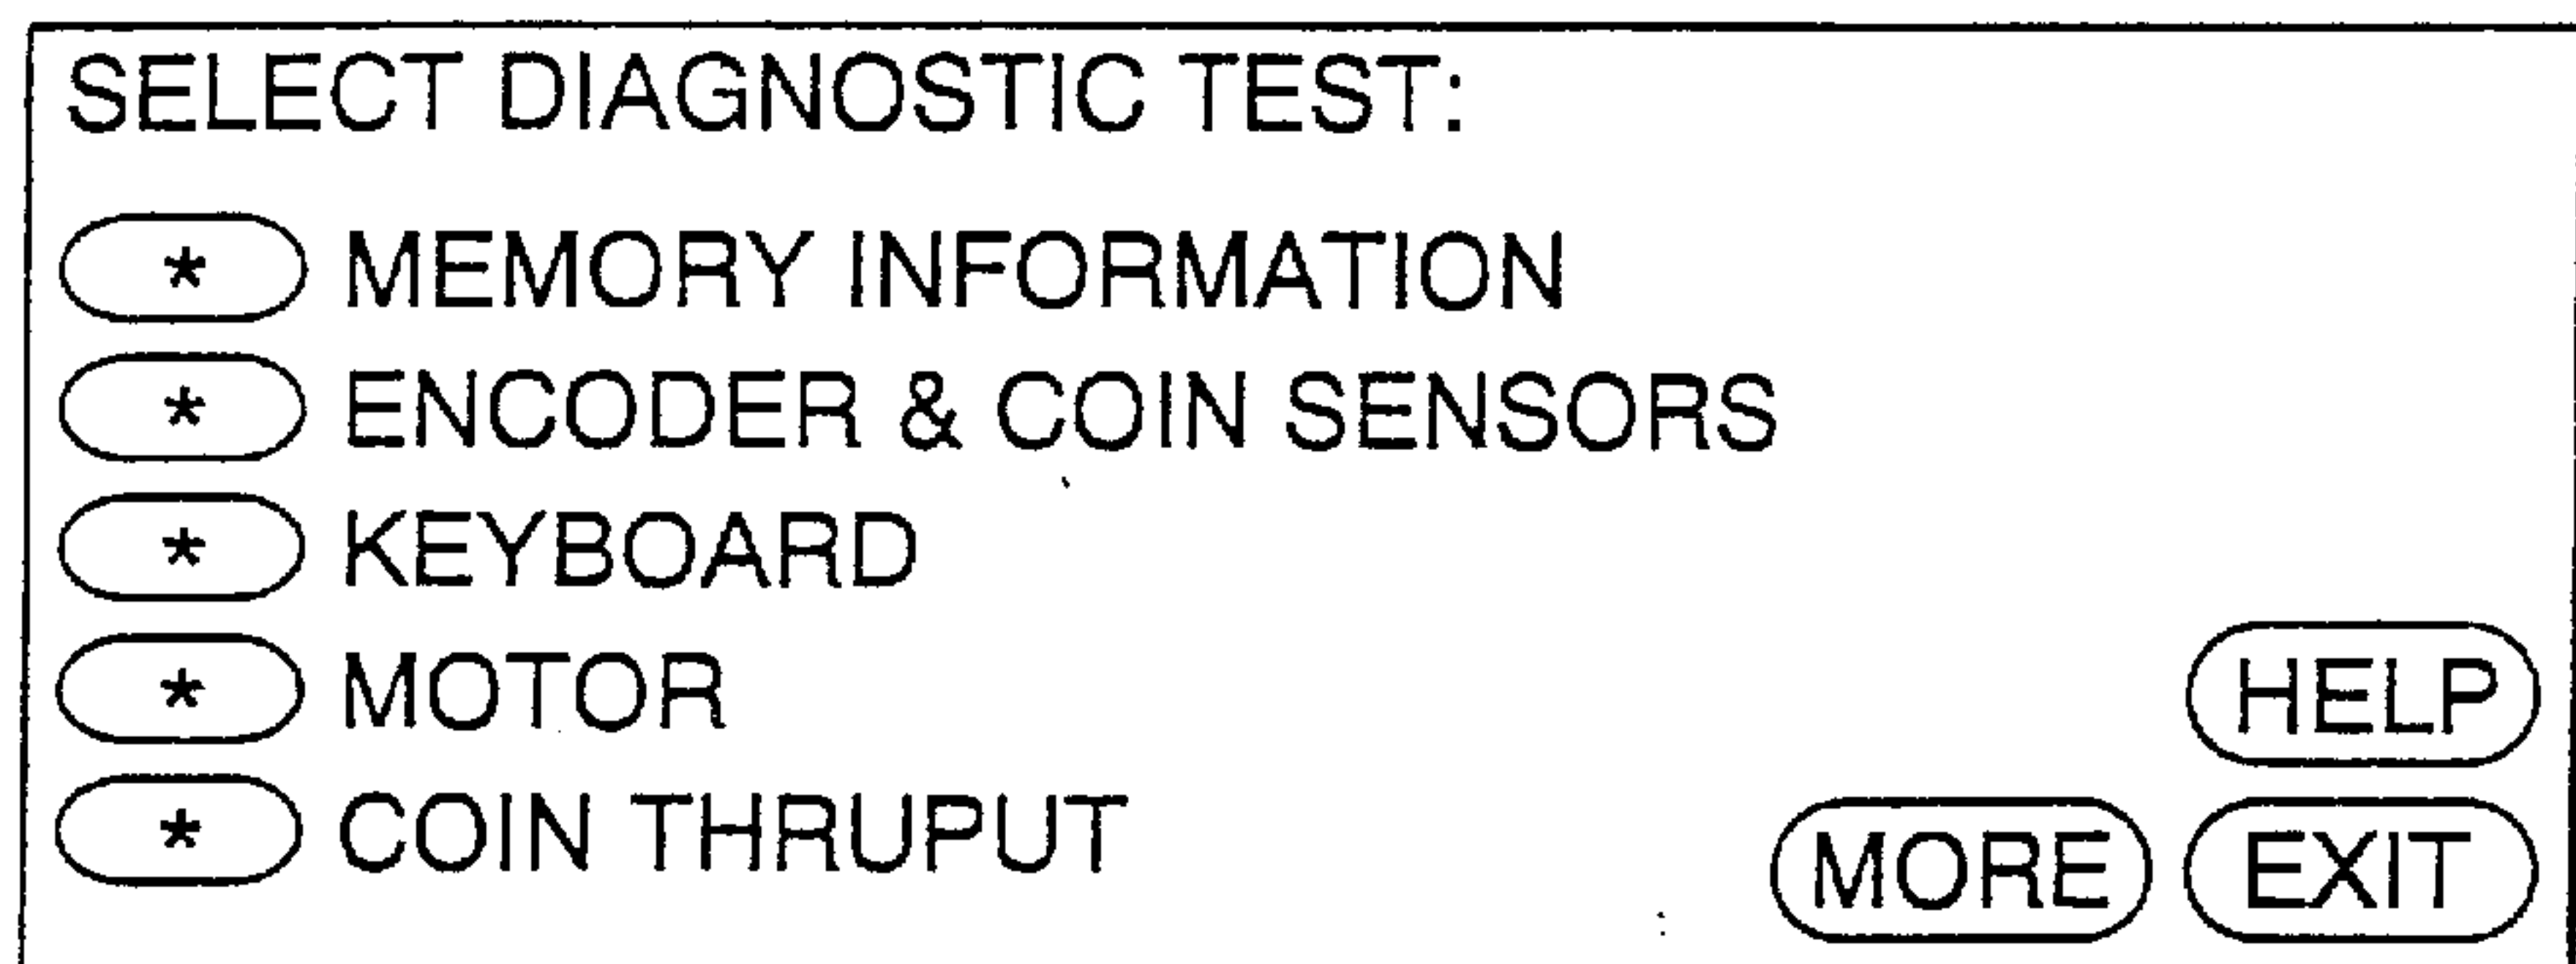 SELECT DIAGNOSTIC TEST:
* MEMORY INFORMATION
* ENCODER & COIN SENSORS
* KEYBOARD
* MOTOR
HELP
* COIN THRUPUT
MORE EXIT